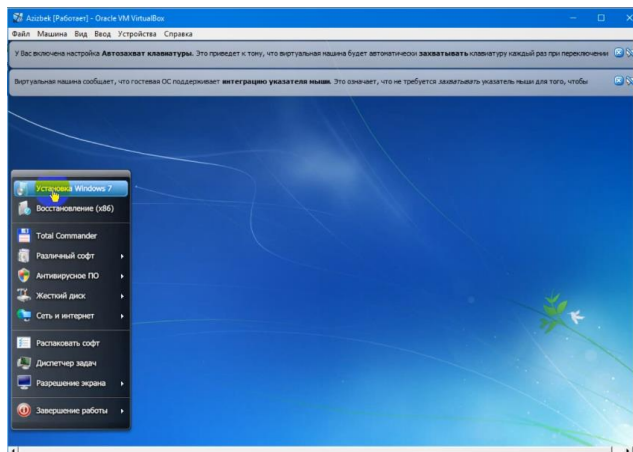 Azizbek [Работает] - Oracle VM VirtualBox
Файл Машина Вид Ввод Устройства Справка
У Вас включена настройка Автозахват клавиатуры. Это приведет к тому, что виртуальная машина будет автоматически захватывать клавиатуру каждый раз при переключении
Виртуальная машина сообщает, что гостевая ОС поддерживает интеграцию указателя мыши. Это означает, что не требуется захватывать указатель мыши для того, чтобы
Установка Windows 7
Восстановление (x86)
Total Commander
Различный софт
Антивирусное ПО
Жесткий диск
Сеть и интернет
Распаковать софт
Диспетчер задач
Разрешение экрана
Завершение работы